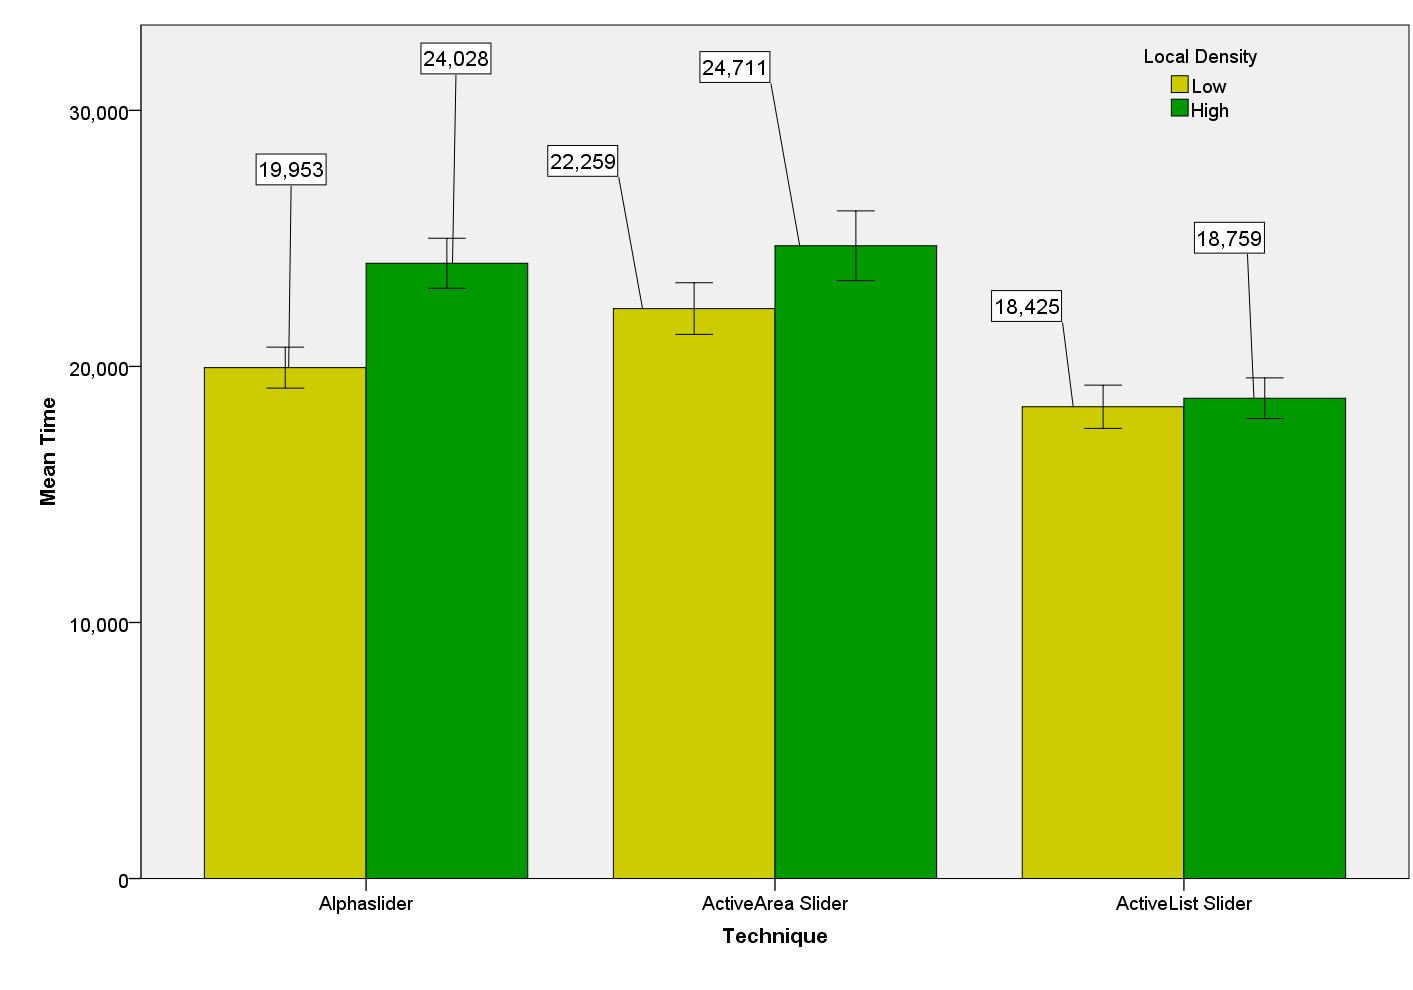 24,028
24,711
Local Density
Low
High
30,000
19,953
22,259
18,759
18,425
20,000
10,000
0
Mean Time
Alphaslider
ActiveArea Slider
ActiveList Slider
Technique